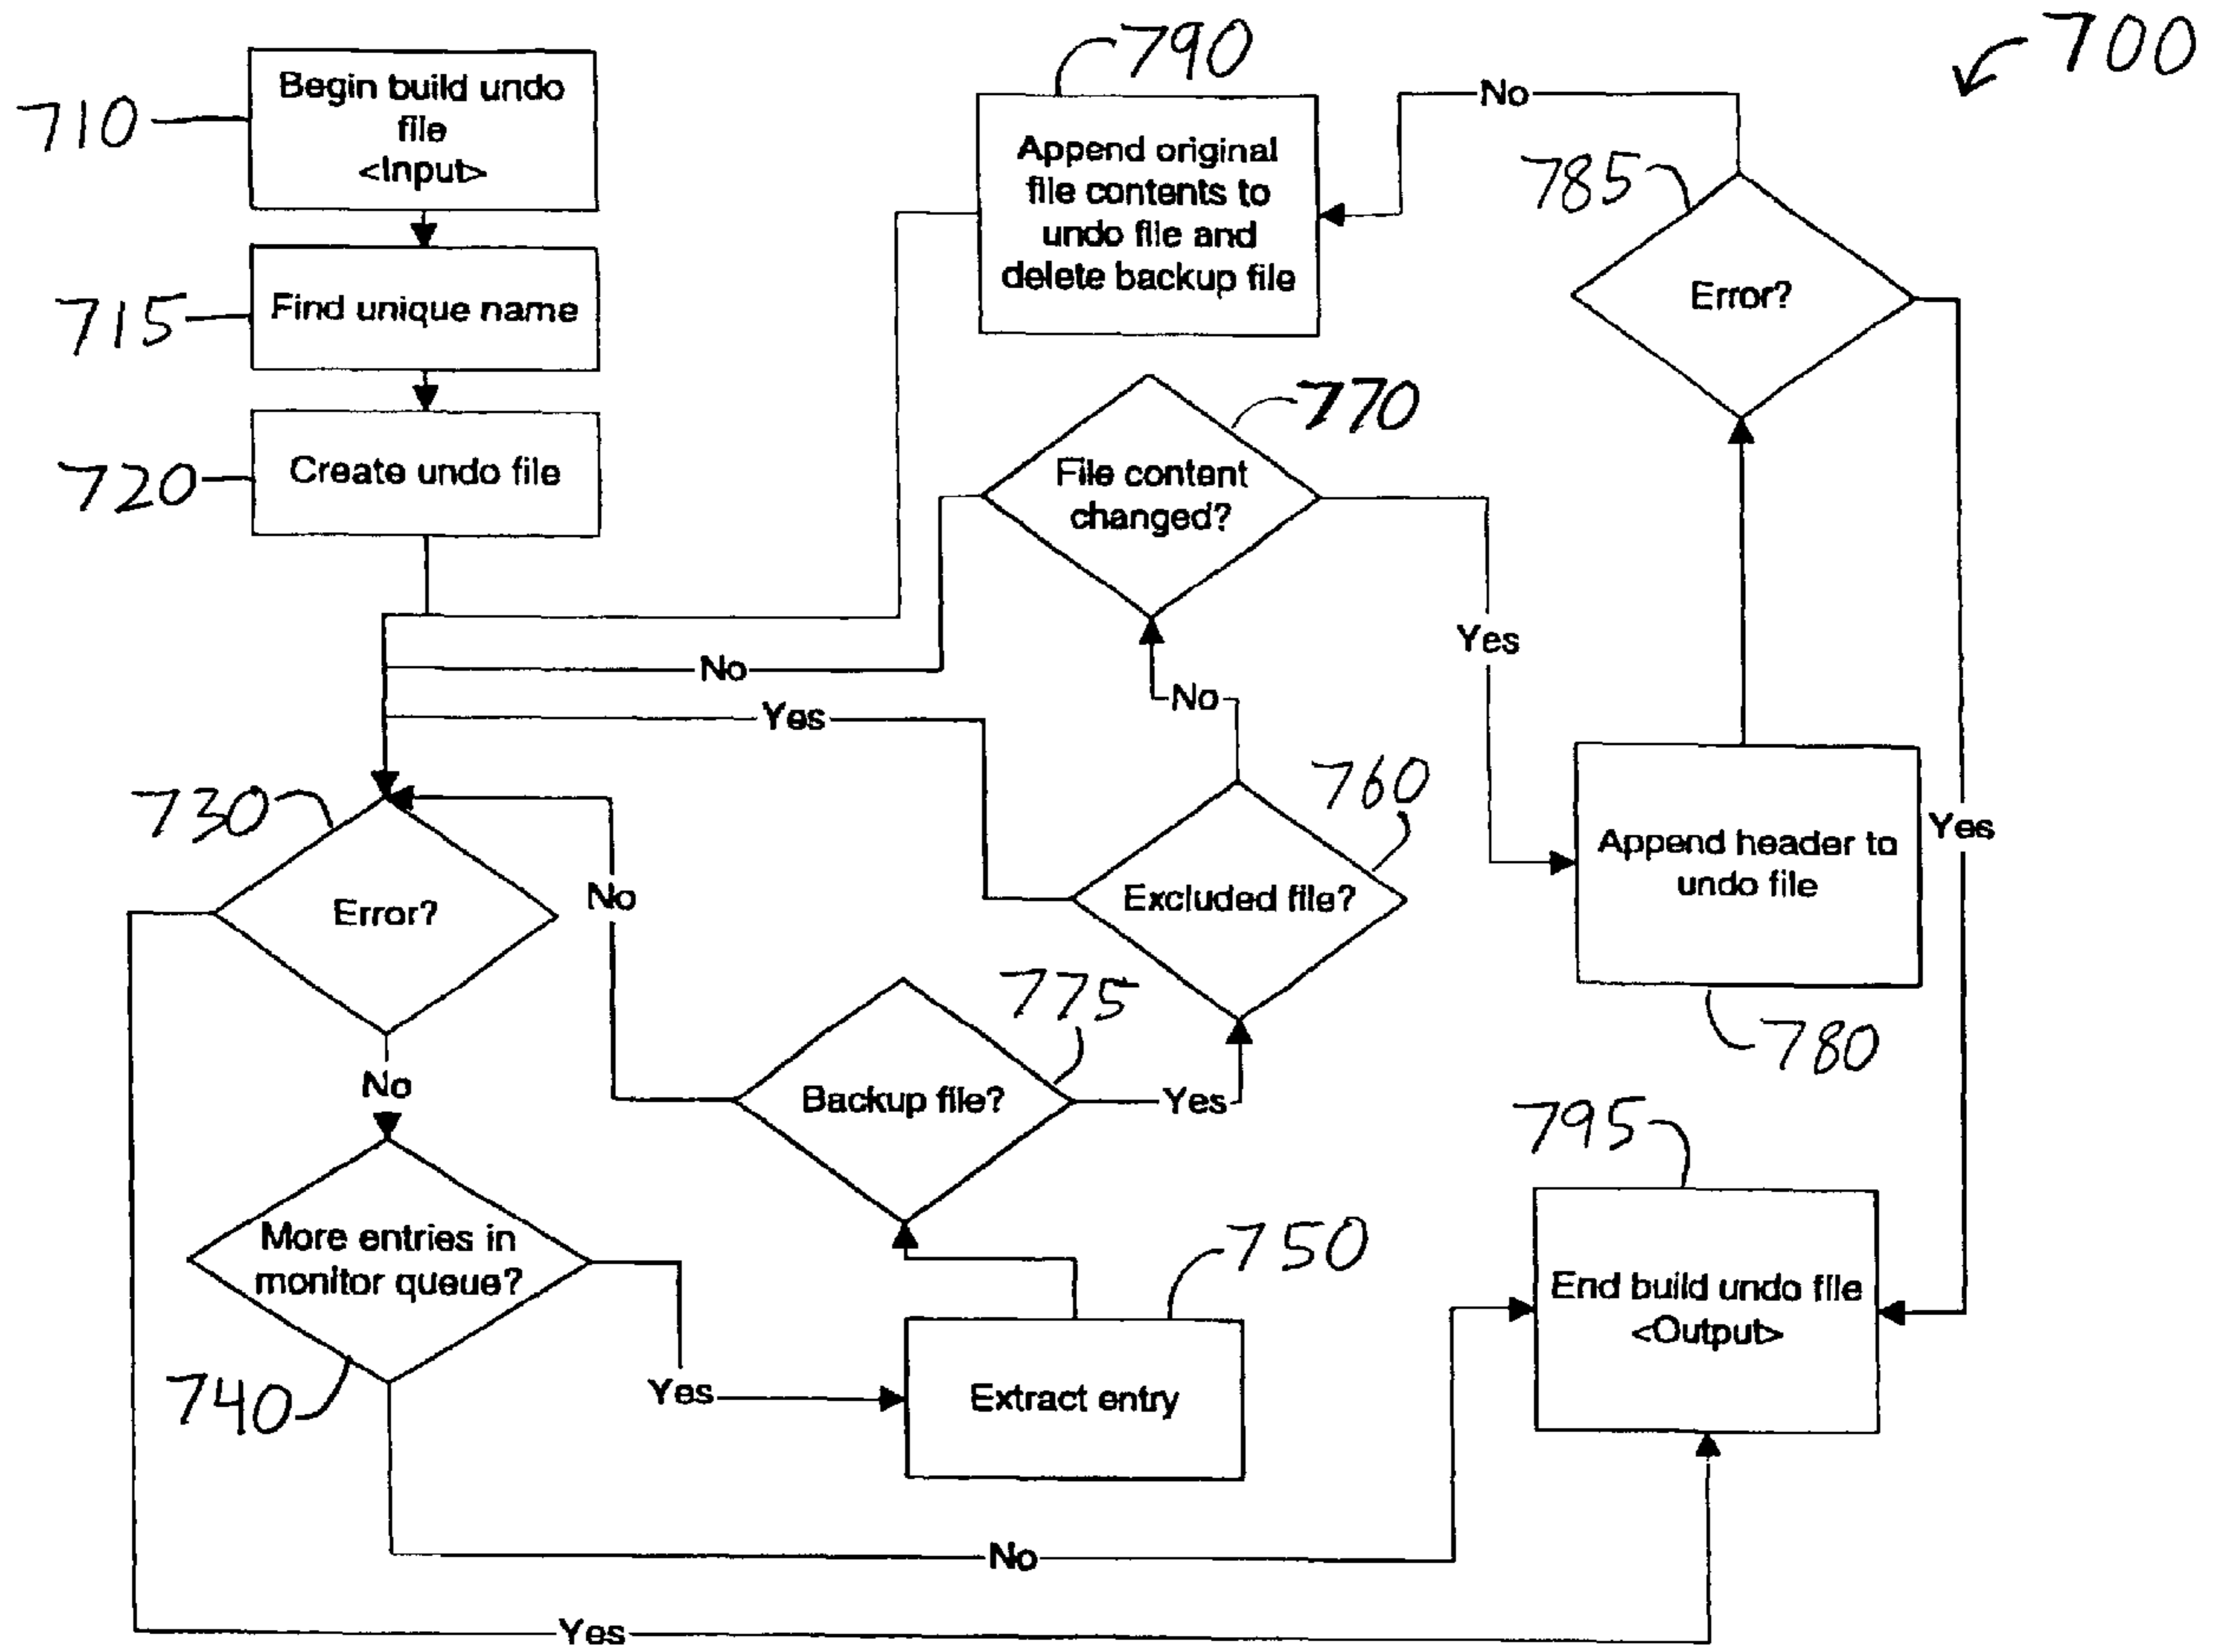 700
710
Begin build undo
file
<Input>
715
Find unique name
720
Create undo file
790
Append original
file contents to
undo file and
delete backup file
No
785
Error?
770
File content
changed?
Yes
No
Yes
No
760
Excluded file?
730
Error?
No
No
775
Backup file?
Yes
780
Append header to
undo file
Yes
740
More entries in
monitor queue?
Yes
750
Extract entry
795
End build undo file
<Output>
No
Yes